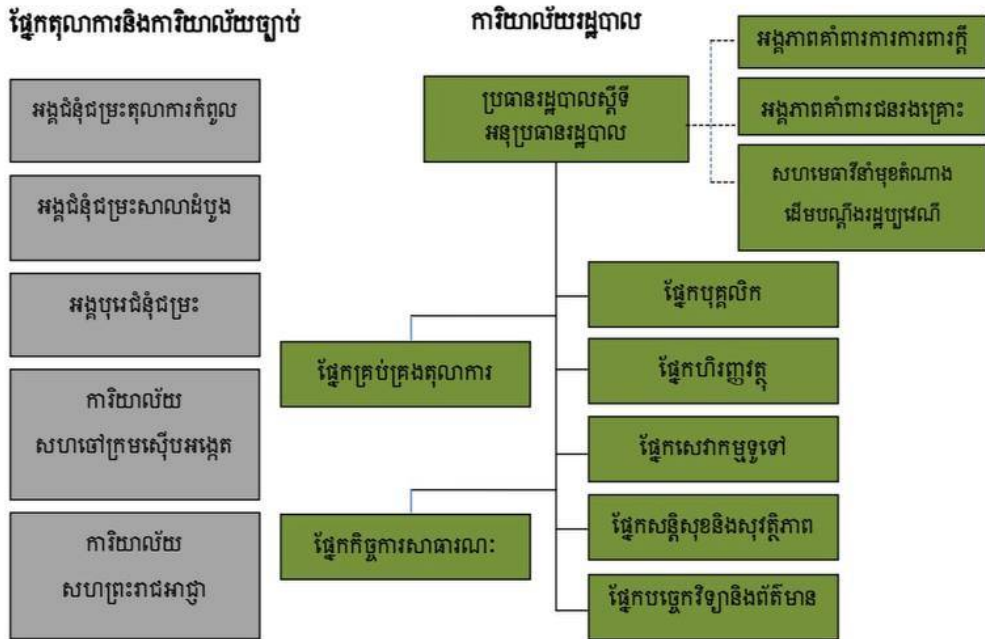 ផ្នែកតុលាការនិងការិយាល័យច្បាប់
អង្គជំនុំជម្រះតុលាការកំពូល
អង្គជំនុំជម្រះសាលាដំបូង
អង្គបុរេជំនុំជម្រះ
ការិយាល័យ
សហចៅក្រមស៊ើបអង្កេត
ការិយាល័យ
សហព្រះរាជអាជ្ញា
ការិយាល័យរដ្ឋបាល
ប្រធានរដ្ឋបាលស្តីទី
អនុប្រធានរដ្ឋបាល
អង្គភាពគាំពារការការពារក្តី
អង្គភាពគាំពារជនរងគ្រោះ
សហមេធាវីនាំមុខតំណាង
ដើមបណ្តឹងរដ្ឋប្បវេណី
ផ្នែកគ្រប់គ្រងតុលាការ
ផ្នែកកិច្ចការសាធារណៈ
ផ្នែកបុគ្គលិក
ផ្នែកហិរញ្ញវត្ថុ
ផ្នែកសេវាកម្មទូទៅ
ផ្នែកសន្តិសុខនិងសុវត្ថិភាព
ផ្នែកបច្ចេកវិទ្យានិងព័ត៌មាន